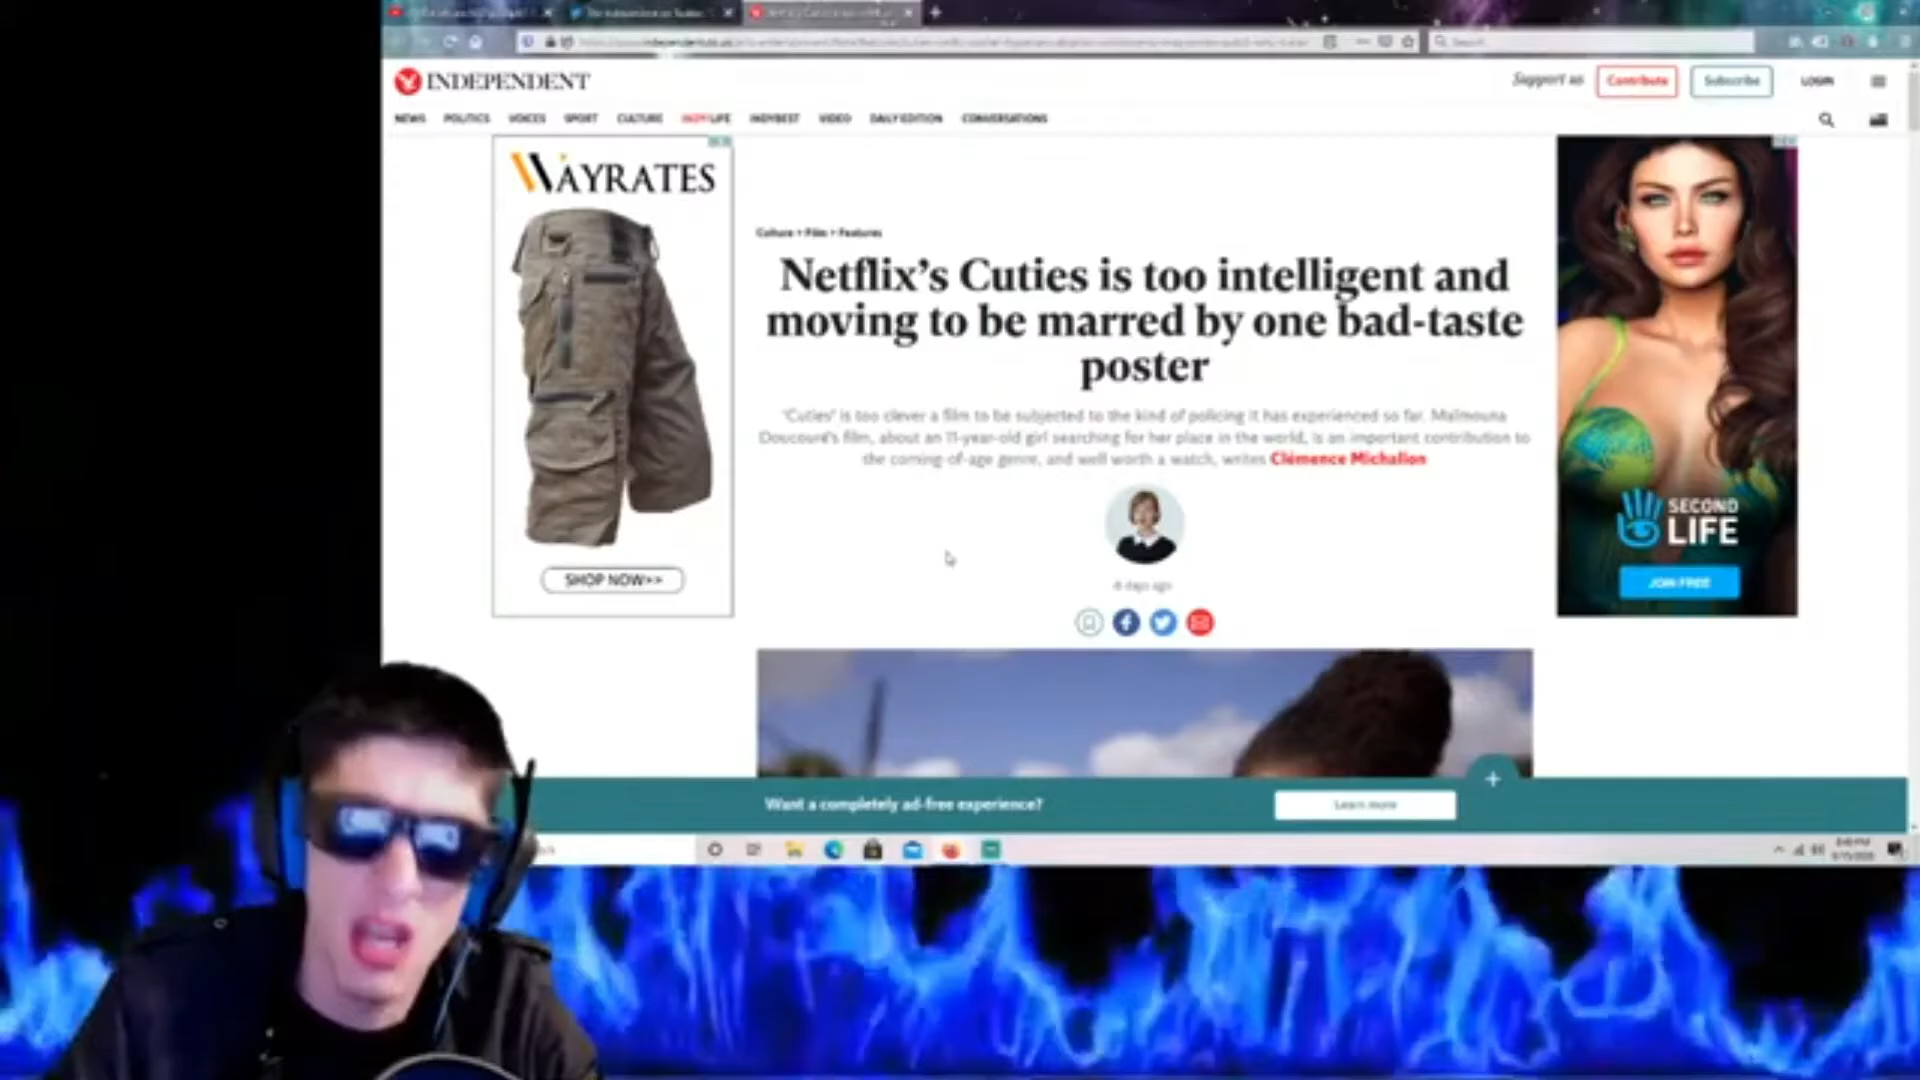 INDEPENDENT
Support us
Contribute
Subscribe
LOGIN
NEWS POLITICS VOICES SPORT CULTURE INDY/LIFE INDYBEST VIDEO DAILY EDITION CONVERSATIONS
WAYRATES
SHOP NOW>>
Culture > Film > Features
Netflix's Cuties is too intelligent and
moving to be marred by one bad-taste
poster
'Cuties' is too clever a film to be subjected to the kind of policing it has experienced so far. Maïmouna
Doucouré's film, about an 11-year-old girl searching for her place in the world, is an important contribution to
the coming-of-age genre, and well worth a watch, writes Clémence Michallon
days ago
SECOND
LIFE
JOIN FREE
Want a completely ad-free experience?
Learn more
Search